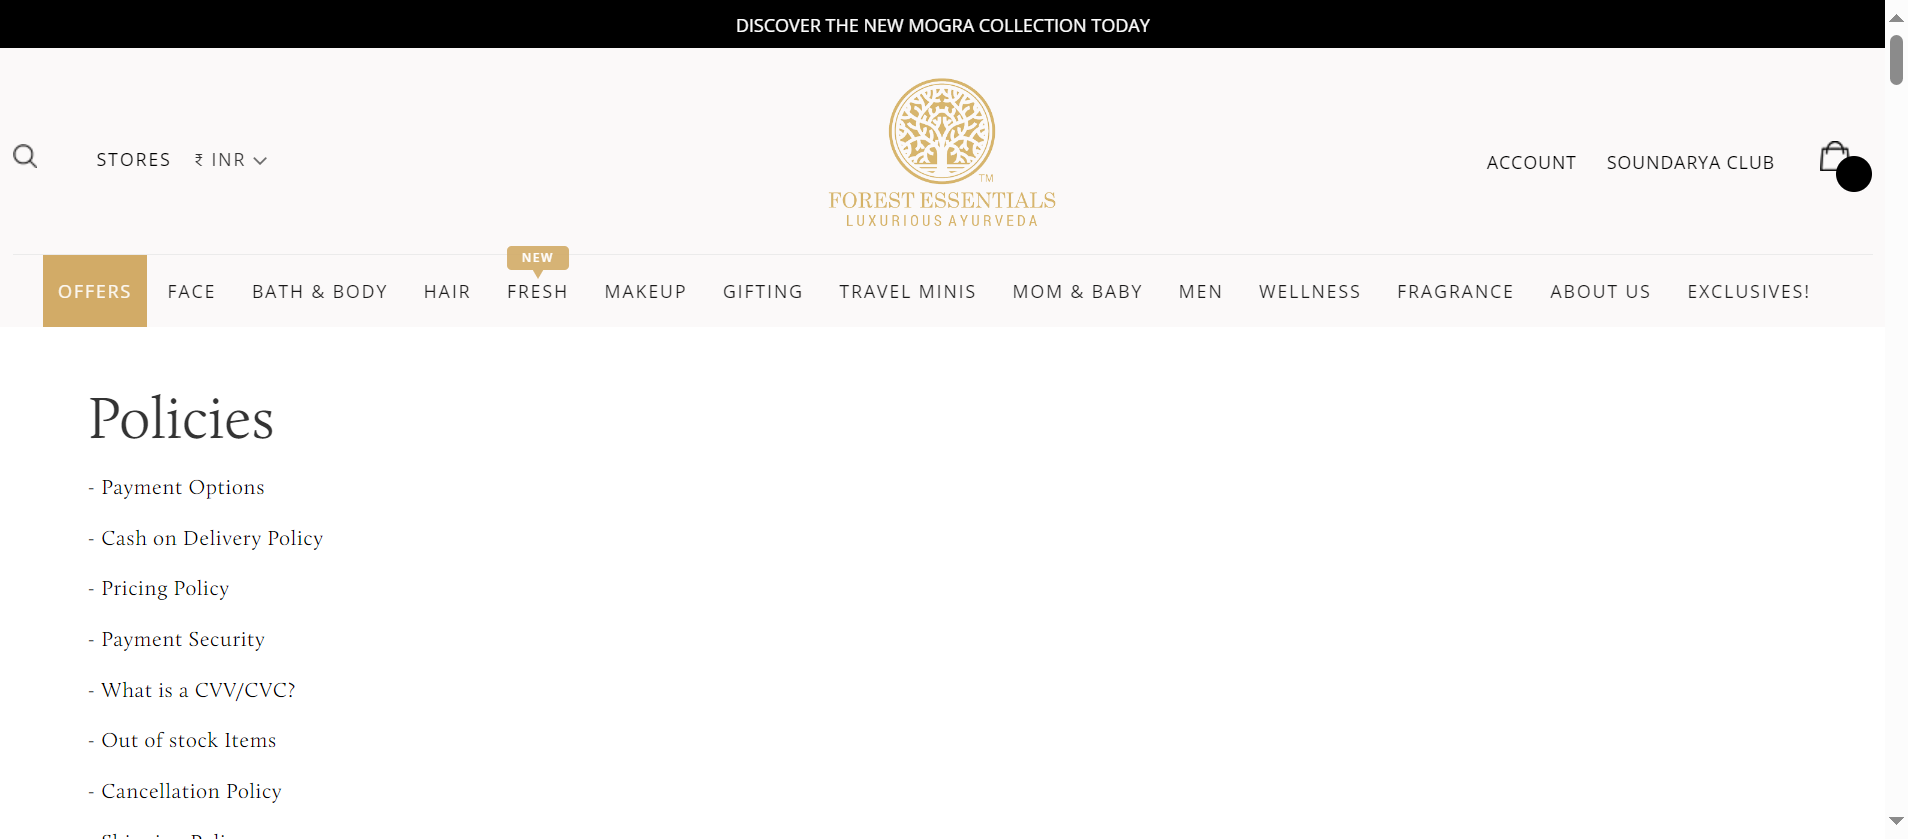 DISCOVER THE NEW MOGRA COLLECTION TODAY
STORES ₹ INR
TM
FOREST ESSENTIALS
LUXURIOUS AYURVEDA
ACCOUNT SOUNDARYA CLUB
NEW
OFFERS FACE BATH & BODY HAIR FRESH MAKEUP GIFTING TRAVEL MINIS MOM & BABY MEN WELLNESS FRAGRANCE ABOUT US EXCLUSIVES!
Policies
- Payment Options
- Cash on Delivery Policy
- Pricing Policy
- Payment Security
- What is a CVV/CVC?
- Out of stock Items
- Cancellation Policy